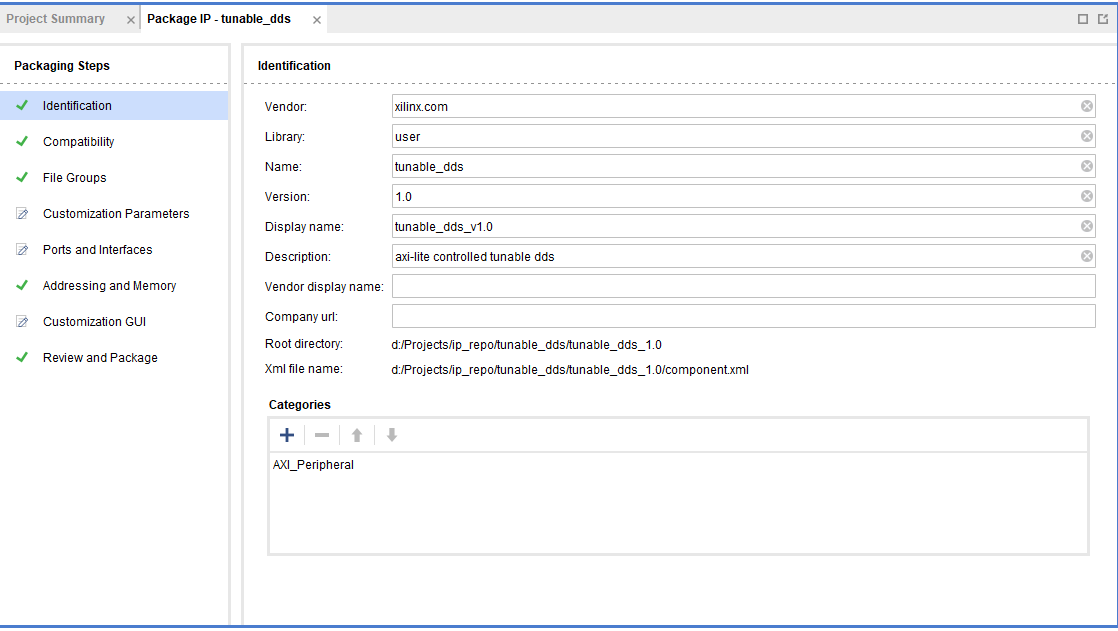 Project Summary
Package IP - tunable_dds
Packaging Steps
Identification
Compatibility
File Groups
Customization Parameters
Ports and Interfaces
Addressing and Memory
Customization GUI
Review and Package
Identification
Vendor: xilinx.com
Library: user
Name: tunable_dds
Version: 1.0
Display name: tunable_dds_v1.0
Description: axi-lite controlled tunable dds
Vendor display name:
Company url:
Root directory: d:/Projects/ip_repo/tunable_dds/tunable_dds_1.0
Xml file name: d:/Projects/ip_repo/tunable_dds/tunable_dds_1.0/component.xml
Categories
AXI_Peripheral